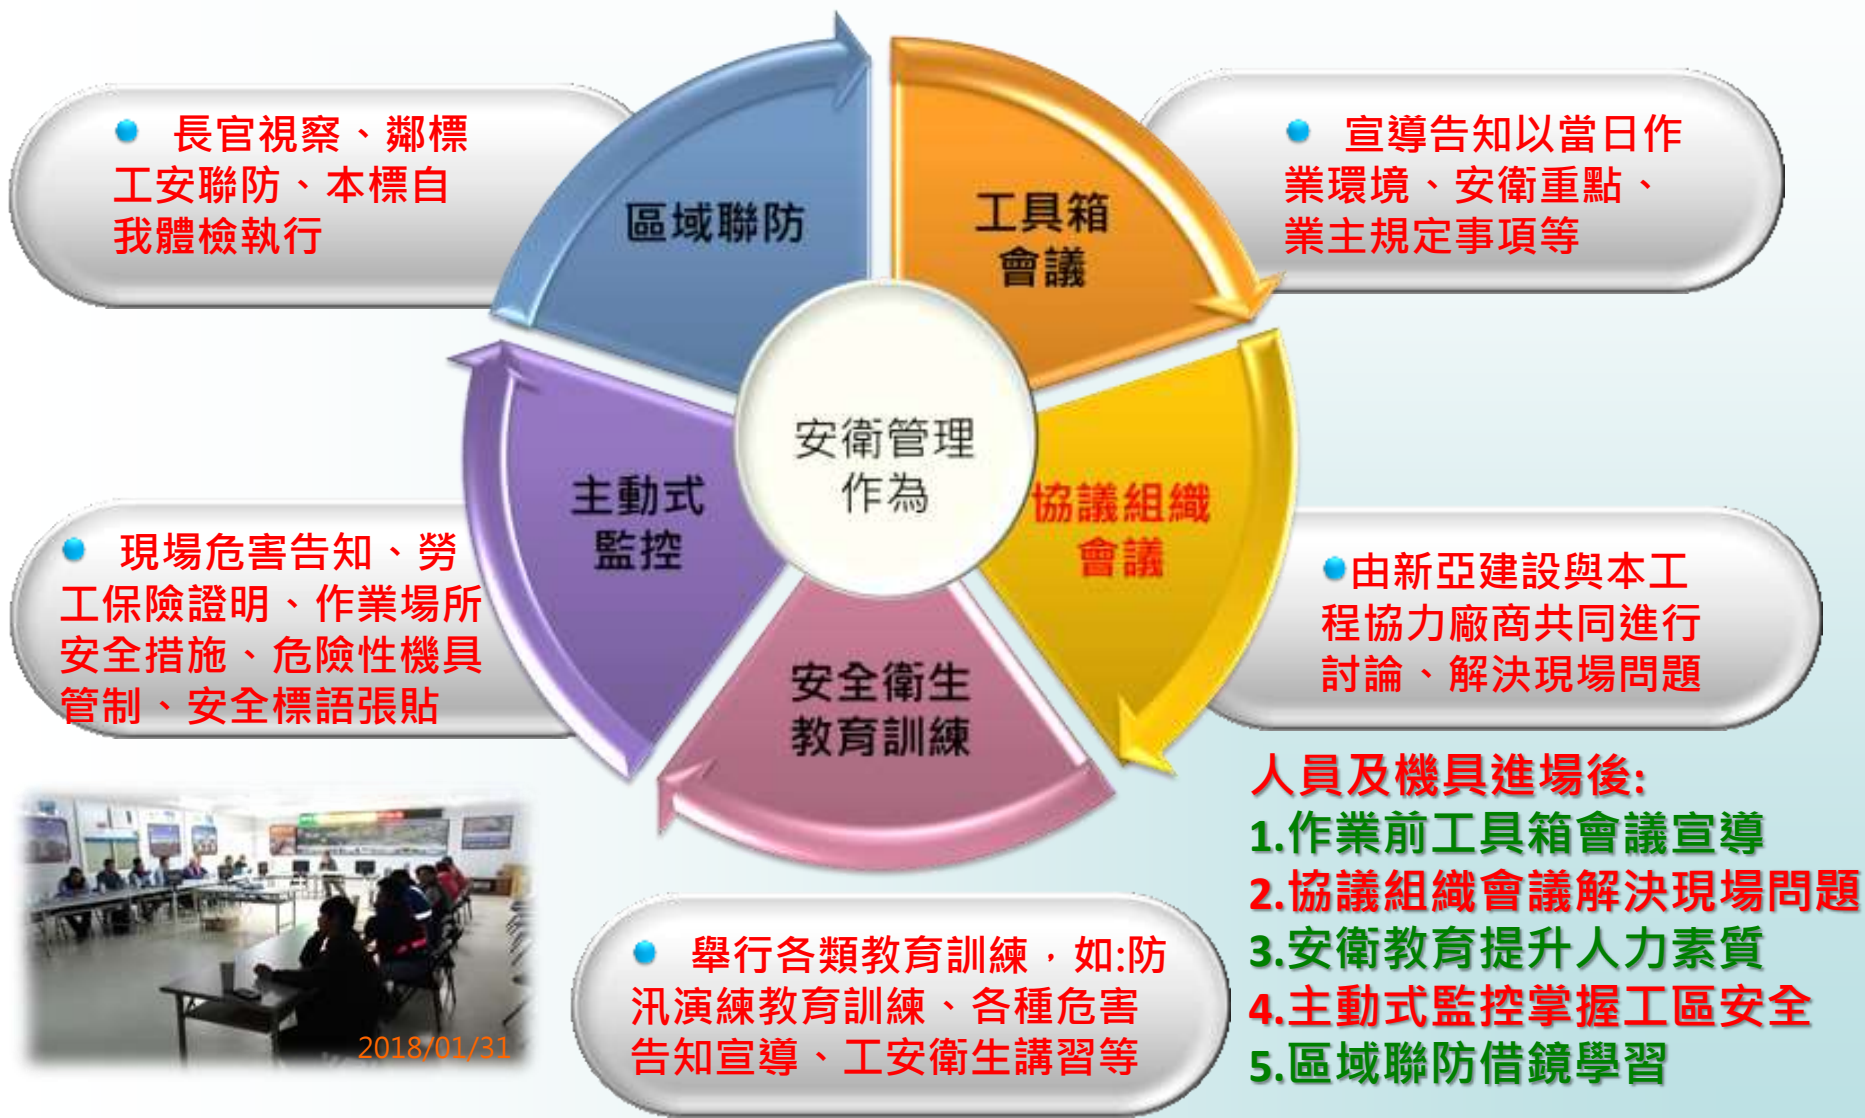 ● 長官視察、鄰標
工安聯防、本標自
我體檢執行
區域聯防
工具箱
會議
● 宣導告知以當日作
業環境、安衛重點、
業主規定事項等
安衛管理
作為
主動式
監控
協議組織
會議
● 現場危害告知、勞
工保險證明、作業場所
安全措施、危險性機具
管制、安全標語張貼
●由新亞建設與本工
程協力廠商共同進行
討論、解決現場問題
安全衛生
教育訓練
● 舉行各類教育訓練，如:防
汛演練教育訓練、各種危害
告知宣導、工安衛生講習等
人員及機具進場後:
1.作業前工具箱會議宣導
2.協議組織會議解決現場問題
3.安衛教育提升人力素質
4.主動式監控掌握工區安全
5.區域聯防借鏡學習
2018/01/31